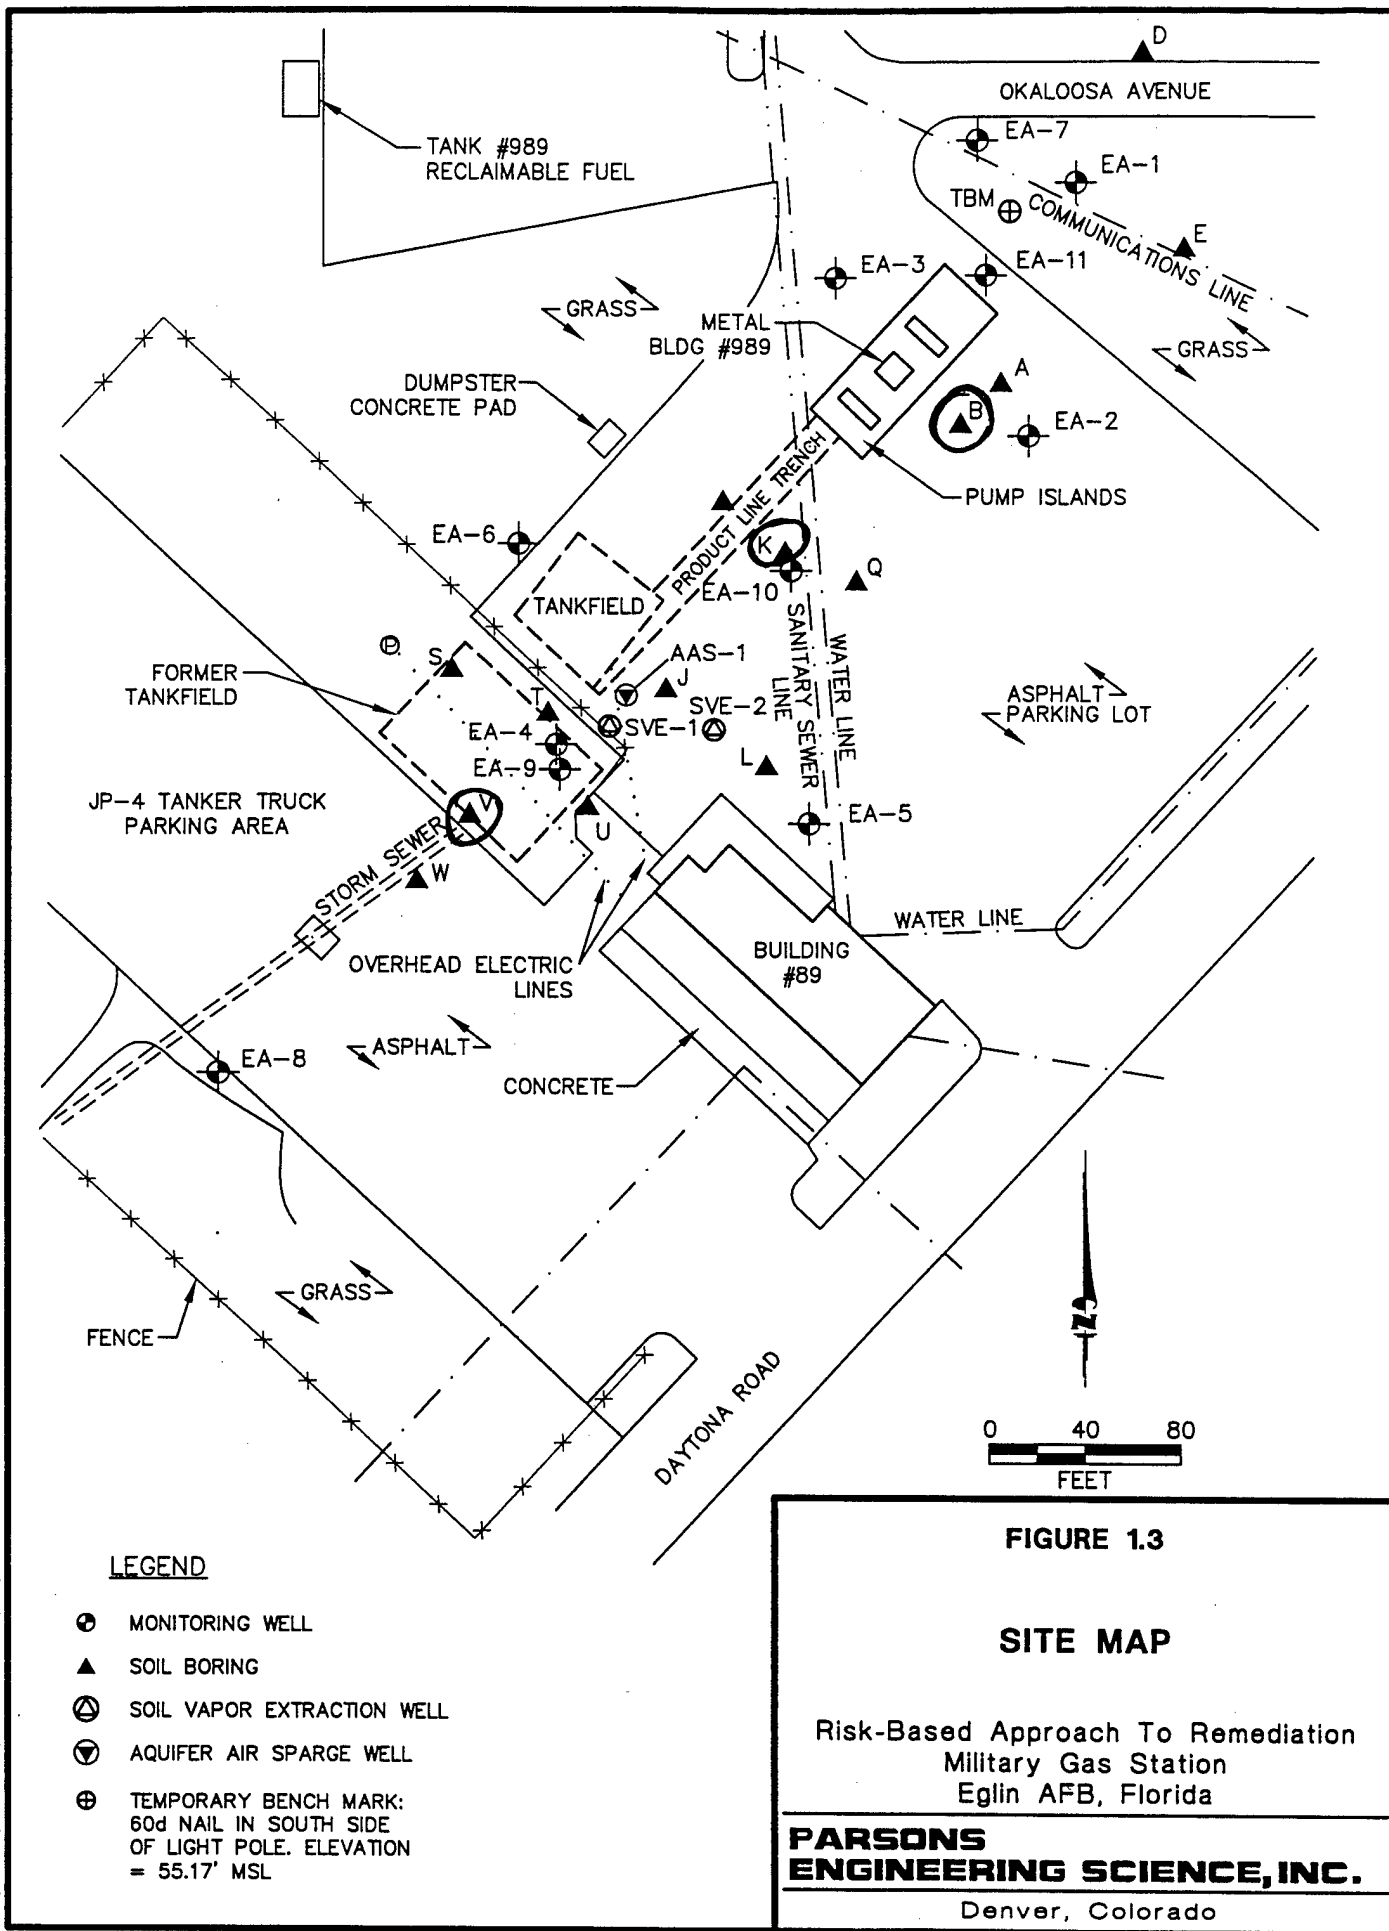 D
OKALOOSA AVENUE
TANK #989
RECLAIMABLE FUEL
EA-7
EA-1
TBM
COMMUNICATIONS LINE
E
EA-3
EA-11
GRASS
METAL
BLDG #989
GRASS
DUMPSTER
CONCRETE PAD
A
B
EA-2
PRODUCT LINE TRENCH
PUMP ISLANDS
EA-6
K
EA-10
Q
TANKFIELD
SANITARY SEWER
LINE
WATER LINE
P
S
FORMER
TANKFIELD
AAS-1
J
T
SVE-2
SVE-1
EA-4
EA-9
L
ASPHALT
PARKING LOT
JP-4 TANKER TRUCK
PARKING AREA
V
U
EA-5
STORM SEWER
W
WATER LINE
OVERHEAD ELECTRIC
LINES
BUILDING
#89
ASPHALT
EA-8
CONCRETE
GRASS
FENCE
N
DAYTONA ROAD
0 40 80
FEET
LEGEND
MONITORING WELL
SOIL BORING
SOIL VAPOR EXTRACTION WELL
AQUIFER AIR SPARGE WELL
TEMPORARY BENCH MARK:
60d NAIL IN SOUTH SIDE
OF LIGHT POLE. ELEVATION
= 55.17' MSL
FIGURE 1.3
SITE MAP
Risk-Based Approach To Remediation
Military Gas Station
Eglin AFB, Florida
PARSONS
ENGINEERING SCIENCE, INC.
Denver, Colorado